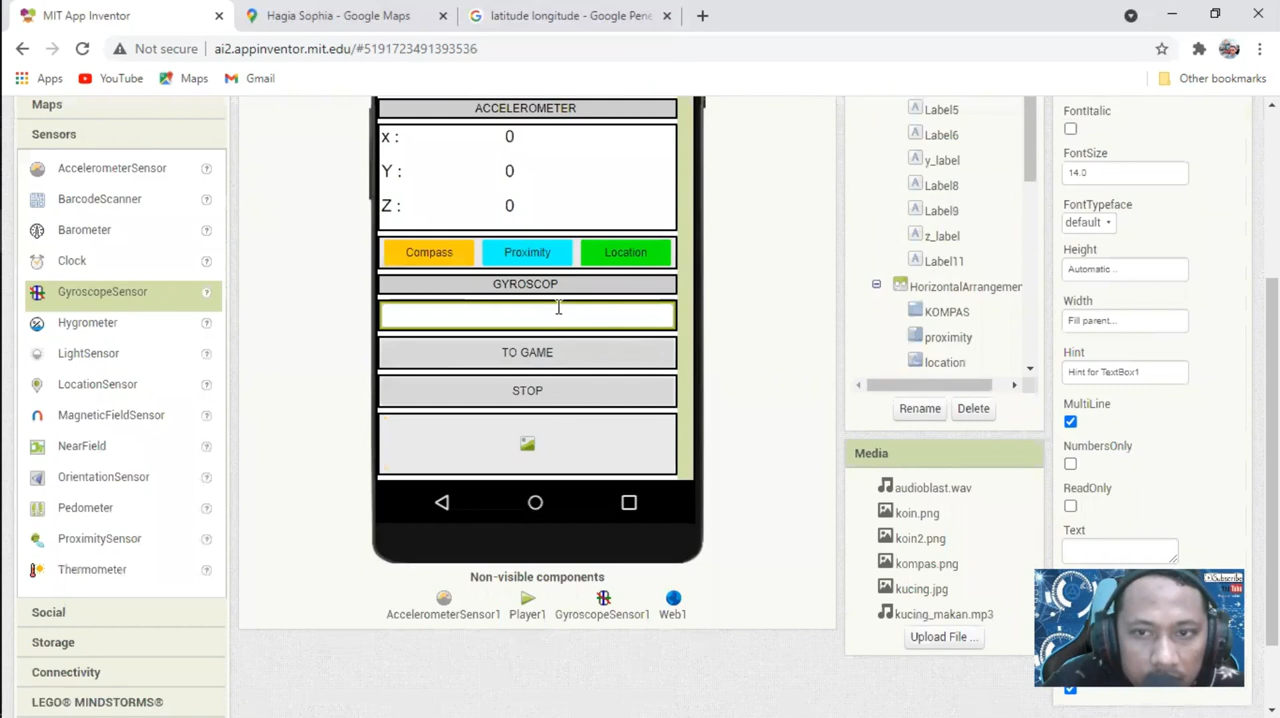 MIT App Inventor
Hagia Sophia - Google Maps
latitude longitude - Google Pene
Not secure
ai2.appinventor.mit.edu/#5191723491393536
Apps
YouTube
Maps
Gmail
Other bookmarks
Maps
Sensors
AccelerometerSensor
BarcodeScanner
Barometer
Clock
GyroscopeSensor
Hygrometer
LightSensor
LocationSensor
MagneticFieldSensor
NearField
OrientationSensor
Pedometer
ProximitySensor
Thermometer
Social
Storage
Connectivity
LEGO® MINDSTORMS®
ACCELEROMETER
x : 0
Y : 0
Z : 0
Compass
Proximity
Location
GYROSCOP
TO GAME
STOP
Non-visible components
AccelerometerSensor1
Player1
GyroscopeSensor1
Web1
Label5
Label6
y_label
Label8
Label9
z_label
Label11
HorizontalArrangemer
KOMPAS
proximity
location
Rename
Delete
Media
audioblast.wav
koin.png
koin2.png
kompas.png
kucing.jpg
kucing_makan.mp3
Upload File ...
FontItalic
FontSize
14.0
FontTypeface
default
Height
Automatic ..
Width
Fill parent...
Hint
Hint for TextBox1
MultiLine
NumbersOnly
ReadOnly
Text
Subscribe